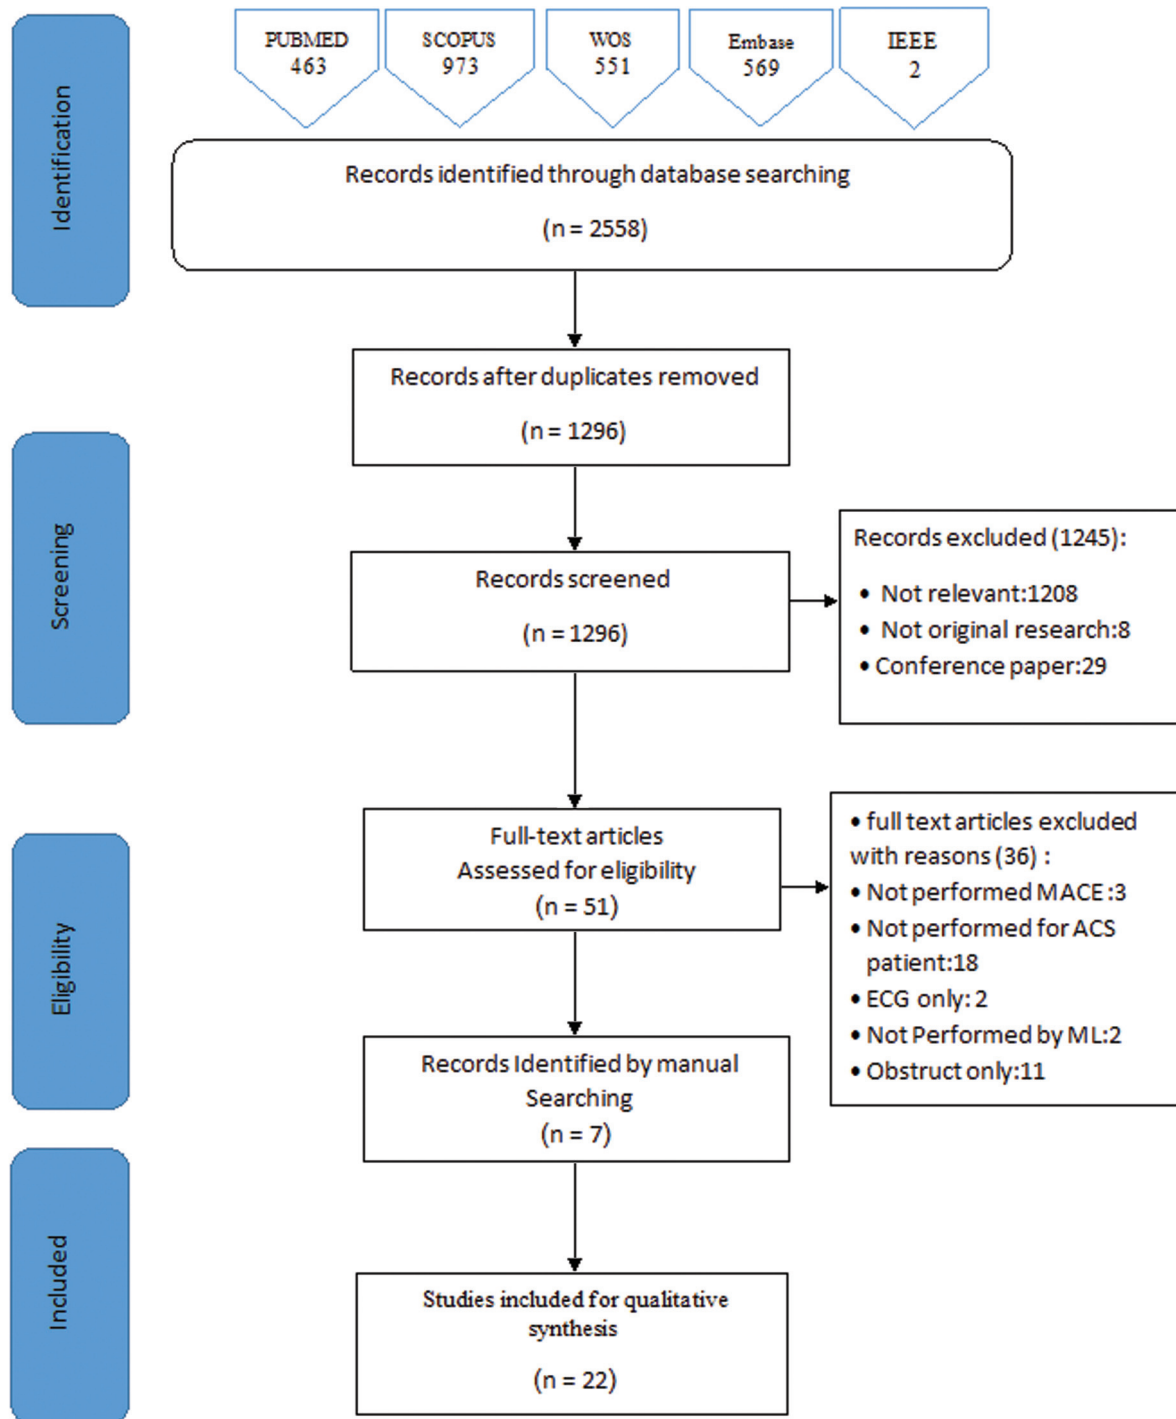 PUBMED
463
SCOPUS
973
WOS
551
Embase
569
IEEE
2
Identification
Records identified through database searching
(n = 2558)
Records after duplicates removed
(n = 1296)
Screening
Records screened
(n = 1296)
Records excluded (1245):
• Not relevant:1208
• Not original research:8
• Conference paper:29
Eligibility
Full-text articles
Assessed for eligibility
(n = 51)
• full text articles excluded
with reasons (36) :
• Not performed MACE :3
• Not performed for ACS
patient:18
• ECG only: 2
• Not Performed by ML:2
• Obstruct only:11
Records Identified by manual
Searching
(n = 7)
Included
Studies included for qualitative
synthesis
(n = 22)